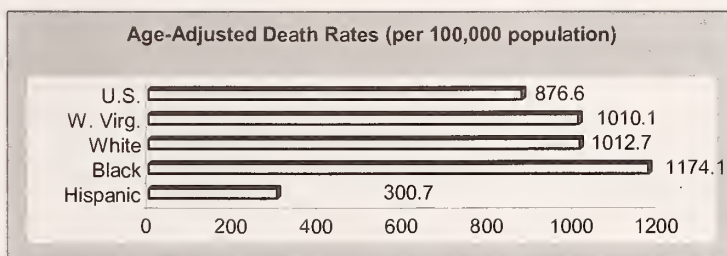 Age-Adjusted Death Rates (per 100,000 population)
U.S. 876.6
W. Virg. 1010.1
White 1012.7
Black 1174.1
Hispanic 300.7
0 200 400 600 800 1000 1200